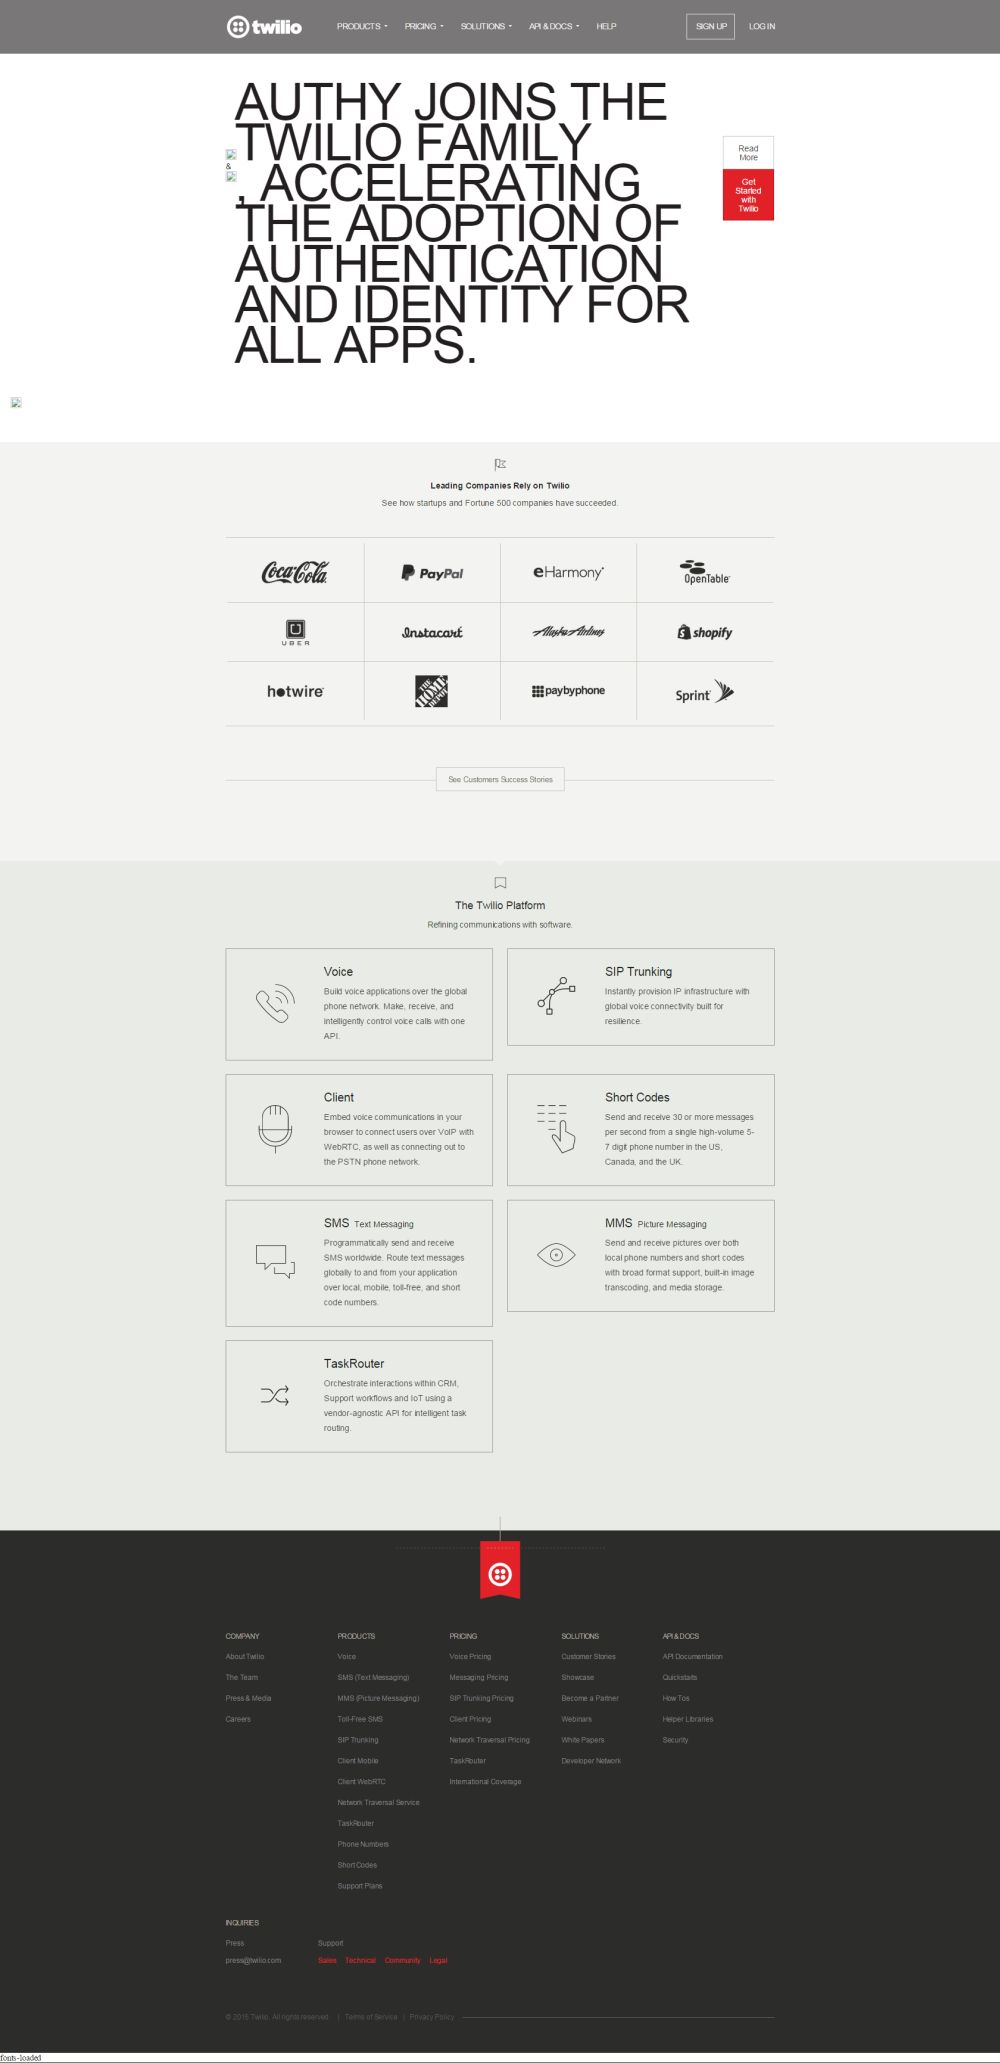 twilio
PRODUCTS
PRICING
SOLUTIONS
API & DOCS
HELP
SIGN UP
LOG IN
AUTHY JOINS THE
TWILIO FAMILY
&
, ACCELERATING
THE ADOPTION OF
AUTHENTICATION
AND IDENTITY FOR
ALL APPS.
Read
More
Get
Started
with
Twilio
Leading Companies Rely on Twilio
See how startups and Fortune 500 companies have succeeded.
Coca-Cola
PayPal
eHarmony
OpenTable
UBER
Instacart
Alaska Airlines
shopify
hotwire
THE HOME DEPOT
paybyphone
Sprint
See Customers Success Stories
The Twilio Platform
Refining communications with software.
Voice
Build voice applications over the global
phone network. Make, receive, and
intelligently control voice calls with one
API.
SIP Trunking
Instantly provision IP infrastructure with
global voice connectivity built for
resilience.
Client
Embed voice communications in your
browser to connect users over VoIP with
WebRTC, as well as connecting out to
the PSTN phone network.
Short Codes
Send and receive 30 or more messages
per second from a single high-volume 5-
7 digit phone number in the US,
Canada, and the UK.
SMS Text Messaging
Programmatically send and receive
SMS worldwide. Route text messages
globally to and from your application
over local, mobile, toll-free, and short
code numbers.
MMS Picture Messaging
Send and receive pictures over both
local phone numbers and short codes
with broad format support, built-in image
transcoding, and media storage.
TaskRouter
Orchestrate interactions within CRM,
Support workflows and IoT using a
vendor-agnostic API for intelligent task
routing.
COMPANY
About Twilio
The Team
Press & Media
Careers
PRODUCTS
Voice
SMS (Text Messaging)
MMS (Picture Messaging)
Toll-Free SMS
SIP Trunking
Client Mobile
Client WebRTC
Network Traversal Service
TaskRouter
Phone Numbers
Short Codes
Support Plans
PRICING
Voice Pricing
Messaging Pricing
SIP Trunking Pricing
Client Pricing
Network Traversal Pricing
TaskRouter
International Coverage
SOLUTIONS
Customer Stories
Showcase
Become a Partner
Webinars
White Papers
Developer Network
API & DOCS
API Documentation
Quickstarts
How Tos
Helper Libraries
Security
INQUIRIES
Press
press@twilio.com
Support
Sales Technical Community Legal
© 2015 Twilio, All rights reserved. | Terms of Service | Privacy Policy
fonts-loaded